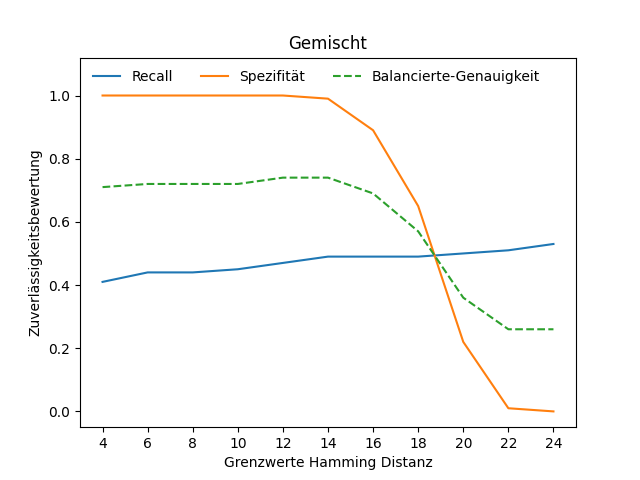 Gemischt
Recall Spezifität Balancierte-Genauigkeit
1.0
0.8
0.6
0.4
0.2
0.0
Zuverlässigkeitsbewertung
4 6 8 10 12 14 16 18 20 22 24
Grenzwerte Hamming Distanz